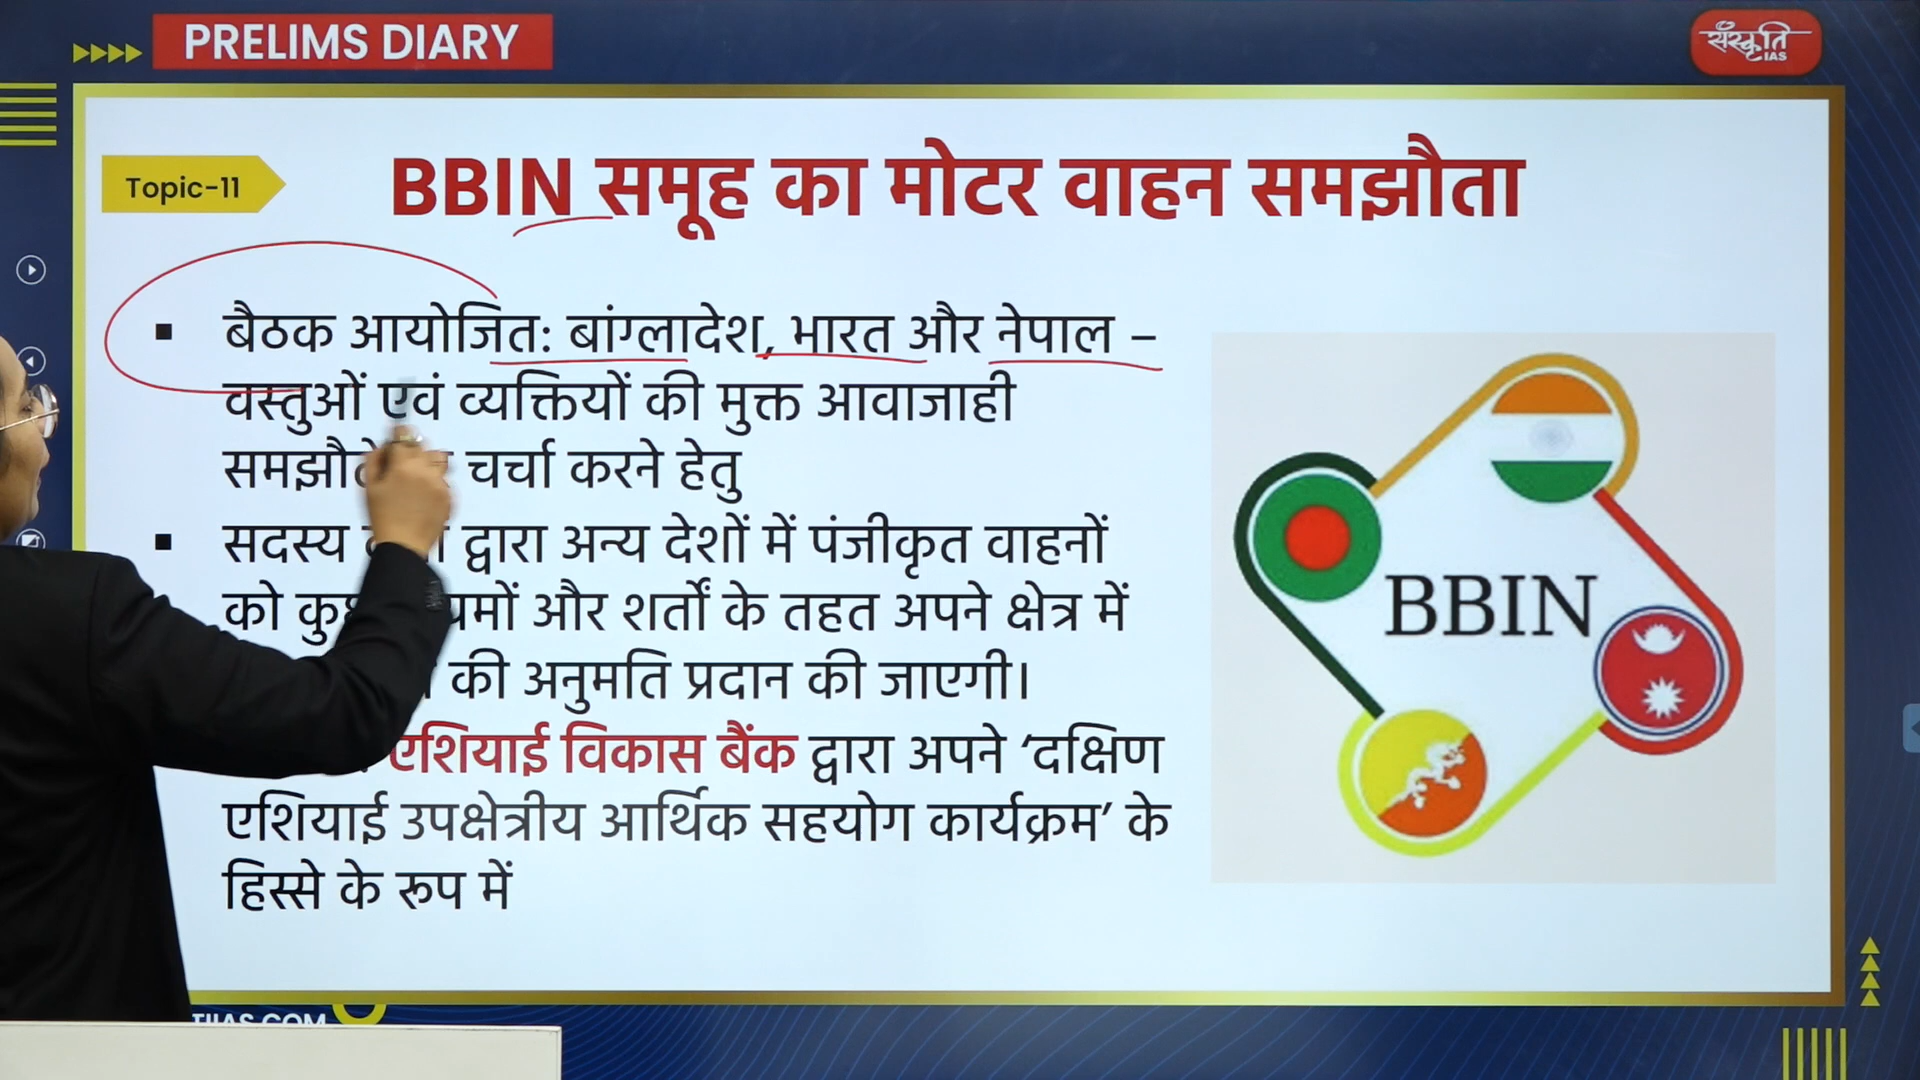 PRELIMS DIARY
संस्कृति
IAS
Topic-11
BBIN समूह का मोटर वाहन समझौता
▪ बैठक आयोजित: बांग्लादेश, भारत और नेपाल –
वस्तुओं एवं व्यक्तियों की मुक्त आवाजाही
चर्चा करने हेतु
▪ सदस्य द्वारा अन्य देशों में पंजीकृत वाहनों
को और शर्तों के तहत अपने क्षेत्र में
की अनुमति प्रदान की जाएगी।
एशियाई विकास बैंक द्वारा अपने ‘दक्षिण
एशियाई उपक्षेत्रीय आर्थिक सहयोग कार्यक्रम’ के
हिस्से के रूप में
BBIN